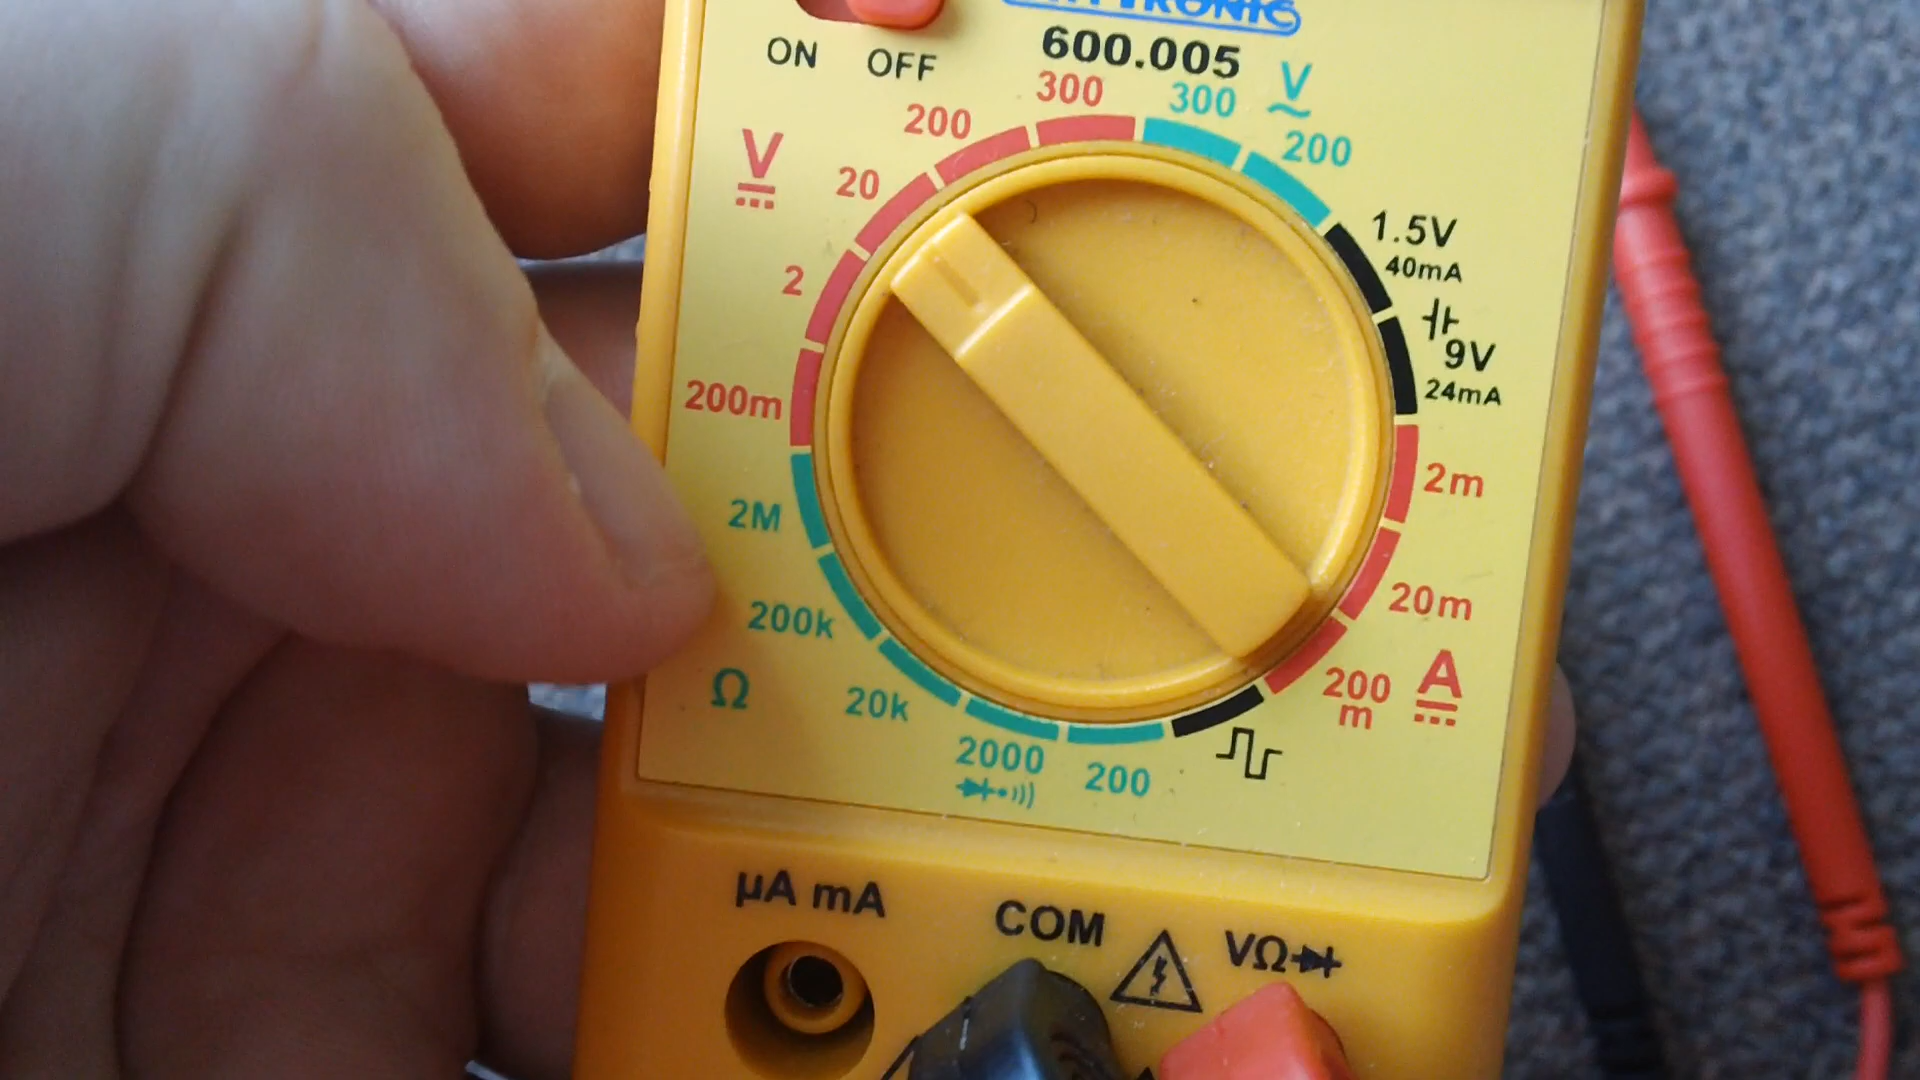 ON OFF
600.005
V 200 300 300 V
20 200
2 1.5V
40mA
200m 9V
24mA
2M 2m
200k 20m
Ω 20k 200 A
m
2000 200
µA mA COM VΩ